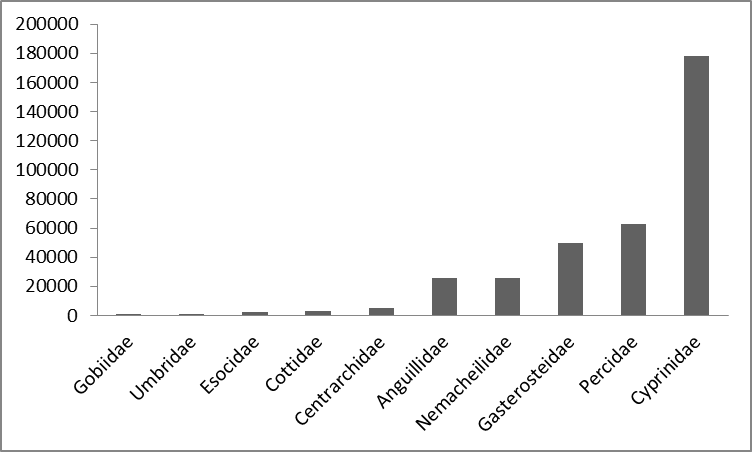 200000
180000
160000
140000
120000
100000
80000
60000
40000
20000
0
Gobiidae
Umbridae
Esocidae
Cottidae
Centrarchidae
Anguillidae
Nemacheilidae
Gasterosteidae
Percidae
Cyprinidae